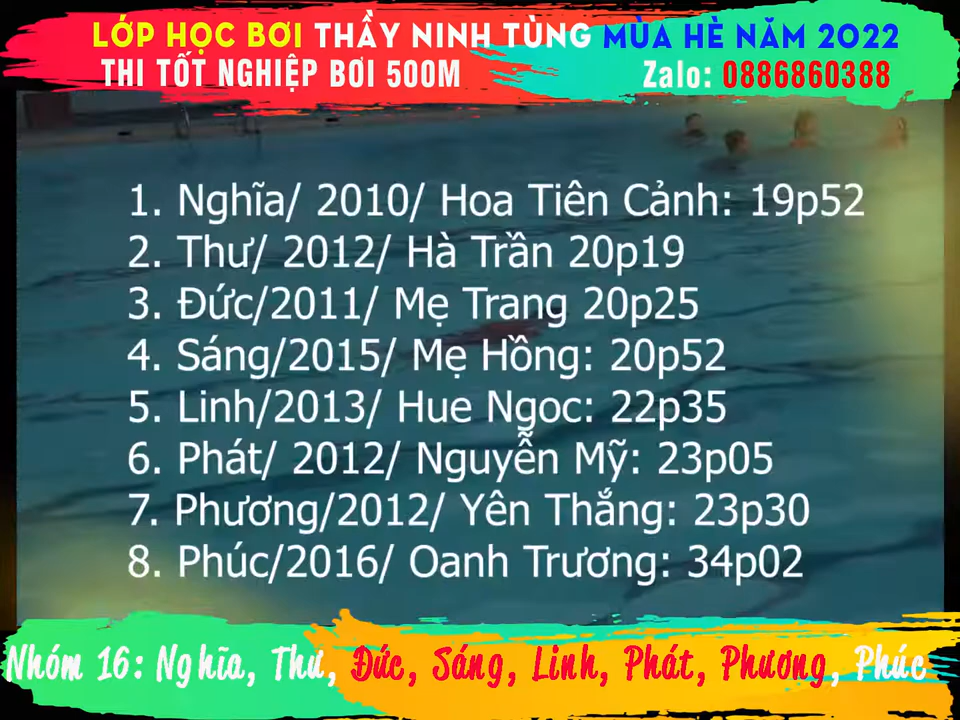 LỚP HỌC BƠI THẦY NINH TÙNG MÙA HÈ NĂM 2022
THI TỐT NGHIỆP BƠI 500M Zalo: 0886860388
1. Nghĩa/ 2010/ Hoa Tiên Cảnh: 19p52
2. Thư/ 2012/ Hà Trần 20p19
3. Đức/2011/ Mẹ Trang 20p25
4. Sáng/2015/ Mẹ Hồng: 20p52
5. Linh/2013/ Hue Ngoc: 22p35
6. Phát/ 2012/ Nguyễn Mỹ: 23p05
7. Phương/2012/ Yên Thắng: 23p30
8. Phúc/2016/ Oanh Trương: 34p02
Nhóm 16: Nghĩa, Thư, Đức, Sáng, Linh, Phát, Phương, Phúc